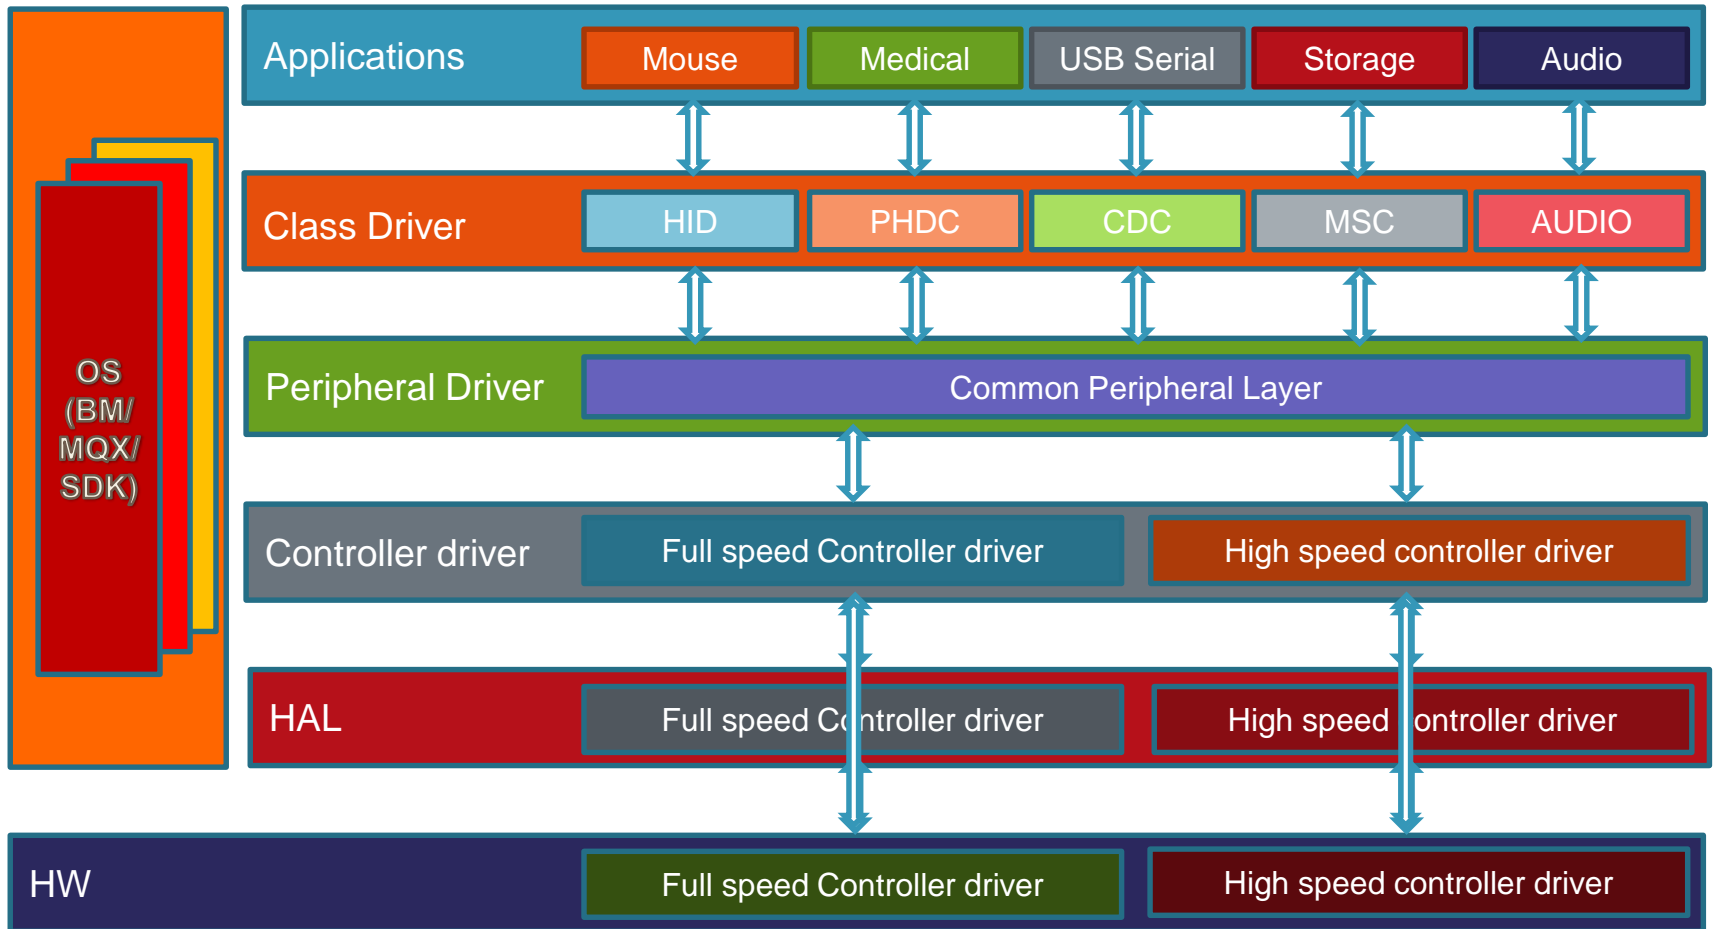 Applications
Mouse
Medical
USB Serial
Storage
Audio
Class Driver
HID
PHDC
CDC
MSC
AUDIO
OS
(BM/
MQX/
SDK)
Peripheral Driver
Common Peripheral Layer
Controller driver
Full speed Controller driver
High speed controller driver
HAL
Full speed Controller driver
High speed controller driver
HW
Full speed Controller driver
High speed controller driver